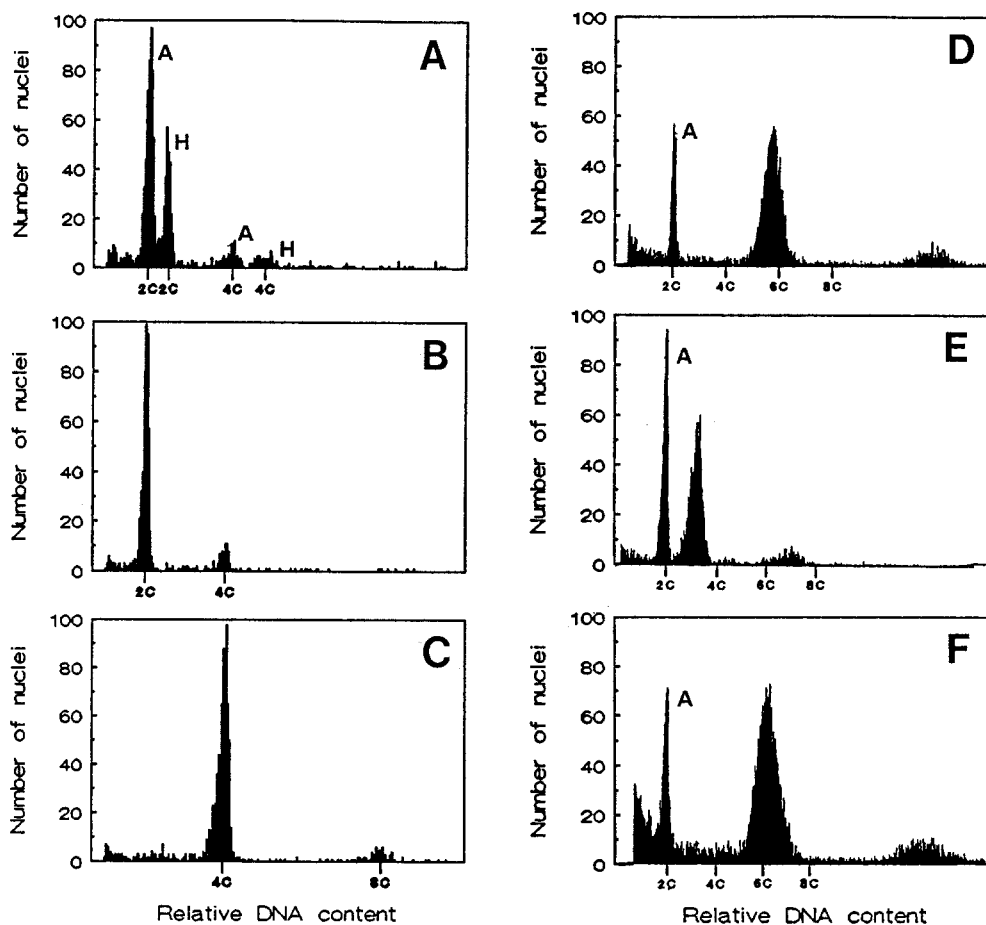 Number of nuclei
100
80
60
40
20
0
A
A
H
A
H
2C 2C 4C 4C
Number of nuclei
100
80
60
40
20
0
B
2C 4C
Number of nuclei
100
80
60
40
20
0
C
4C 8C
Relative DNA content
Number of nuclei
100
80
60
40
20
0
D
A
2C 4C 6C 8C
Number of nuclei
100
80
60
40
20
0
E
A
2C 4C 6C 8C
Number of nuclei
100
80
60
40
20
0
F
A
2C 4C 6C 8C
Relative DNA content